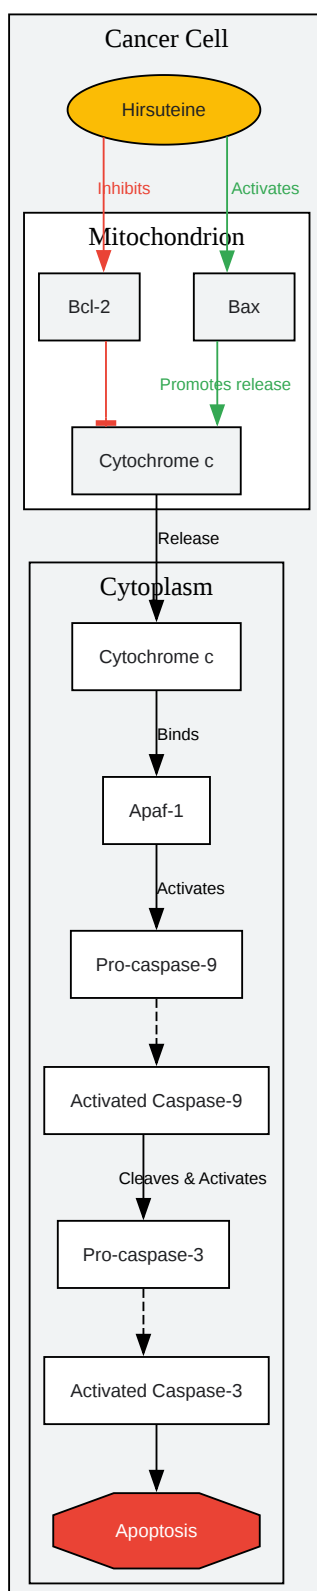 Cancer Cell
Hirsuteine
Inhibits
Activates
Mitochondrion
Bcl-2
Bax
Promotes release
Cytochrome c
Release
Cytoplasm
Cytochrome c
Binds
Apaf-1
Activates
Pro-caspase-9
Activated Caspase-9
Cleaves & Activates
Pro-caspase-3
Activated Caspase-3
Apoptosis